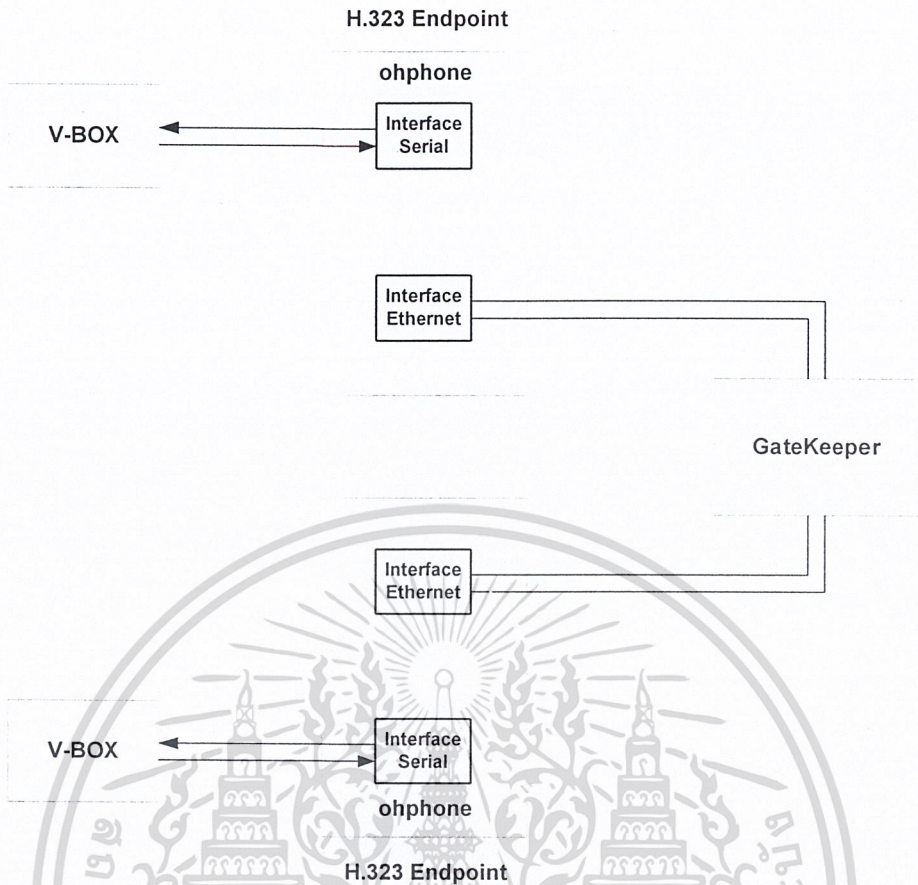 H.323 Endpoint
ohphone
V-BOX
Interface
Serial
Interface
Ethernet
GateKeeper
Interface
Ethernet
V-BOX
Interface
Serial
ohphone
H.323 Endpoint